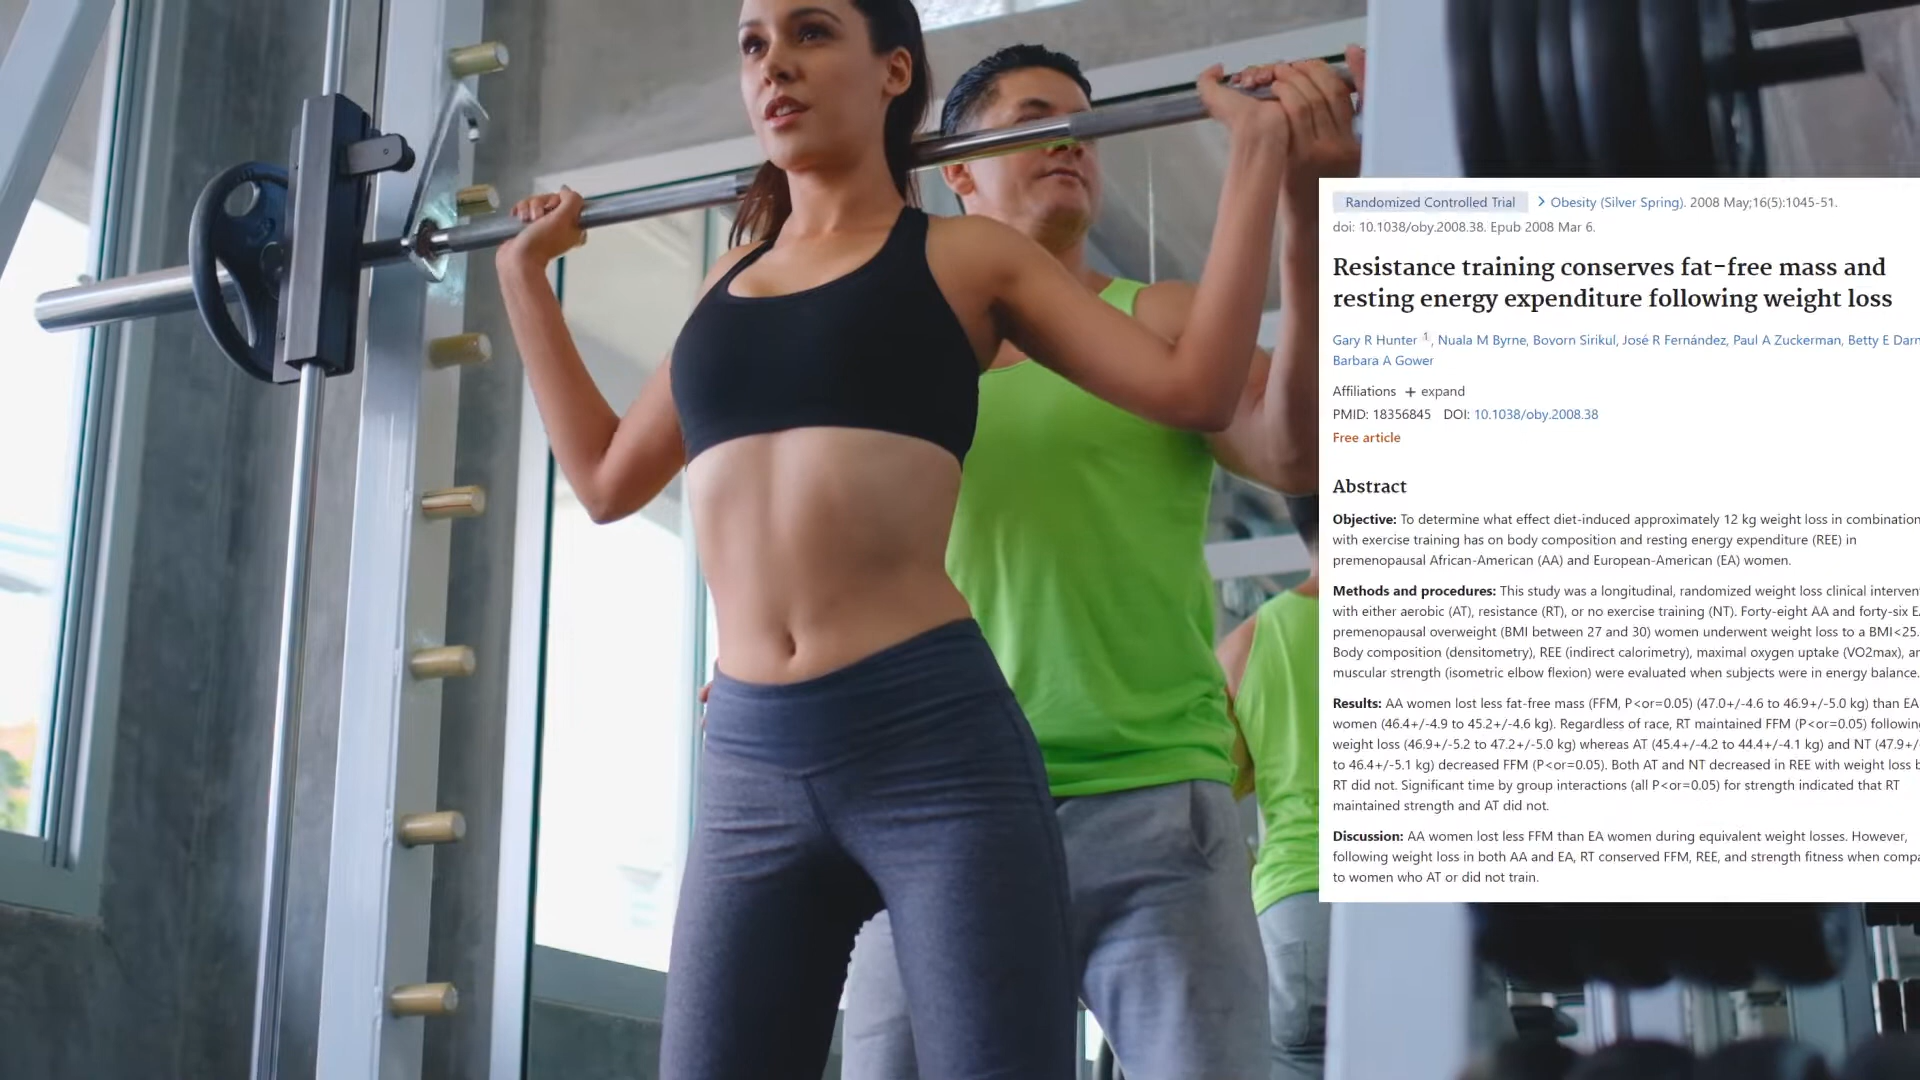 Randomized Controlled Trial > Obesity (Silver Spring). 2008 May;16(5):1045-51.
doi: 10.1038/oby.2008.38. Epub 2008 Mar 6.
Resistance training conserves fat-free mass and
resting energy expenditure following weight loss
Gary R Hunter 1, Nuala M Byrne, Bovorn Sirikul, José R Fernández, Paul A Zuckerman, Betty E Darn
Barbara A Gower
Affiliations + expand
PMID: 18356845 DOI: 10.1038/oby.2008.38
Free article
Abstract
Objective: To determine what effect diet-induced approximately 12 kg weight loss in combination
with exercise training has on body composition and resting energy expenditure (REE) in
premenopausal African-American (AA) and European-American (EA) women.
Methods and procedures: This study was a longitudinal, randomized weight loss clinical interven
with either aerobic (AT), resistance (RT), or no exercise training (NT). Forty-eight AA and forty-six E
premenopausal overweight (BMI between 27 and 30) women underwent weight loss to a BMI<25.
Body composition (densitometry), REE (indirect calorimetry), maximal oxygen uptake (VO2max), a
muscular strength (isometric elbow flexion) were evaluated when subjects were in energy balance.
Results: AA women lost less fat-free mass (FFM, P<or=0.05) (47.0+/-4.6 to 46.9+/-5.0 kg) than EA
women (46.4+/-4.9 to 45.2+/-4.6 kg). Regardless of race, RT maintained FFM (P<or=0.05) followin
weight loss (46.9+/-5.2 to 47.2+/-5.0 kg) whereas AT (45.4+/-4.2 to 44.4+/-4.1 kg) and NT (47.9+/
to 46.4+/-5.1 kg) decreased FFM (P<or=0.05). Both AT and NT decreased in REE with weight loss b
RT did not. Significant time by group interactions (all P<or=0.05) for strength indicated that RT
maintained strength and AT did not.
Discussion: AA women lost less FFM than EA women during equivalent weight losses. However,
following weight loss in both AA and EA, RT conserved FFM, REE, and strength fitness when compa
to women who AT or did not train.